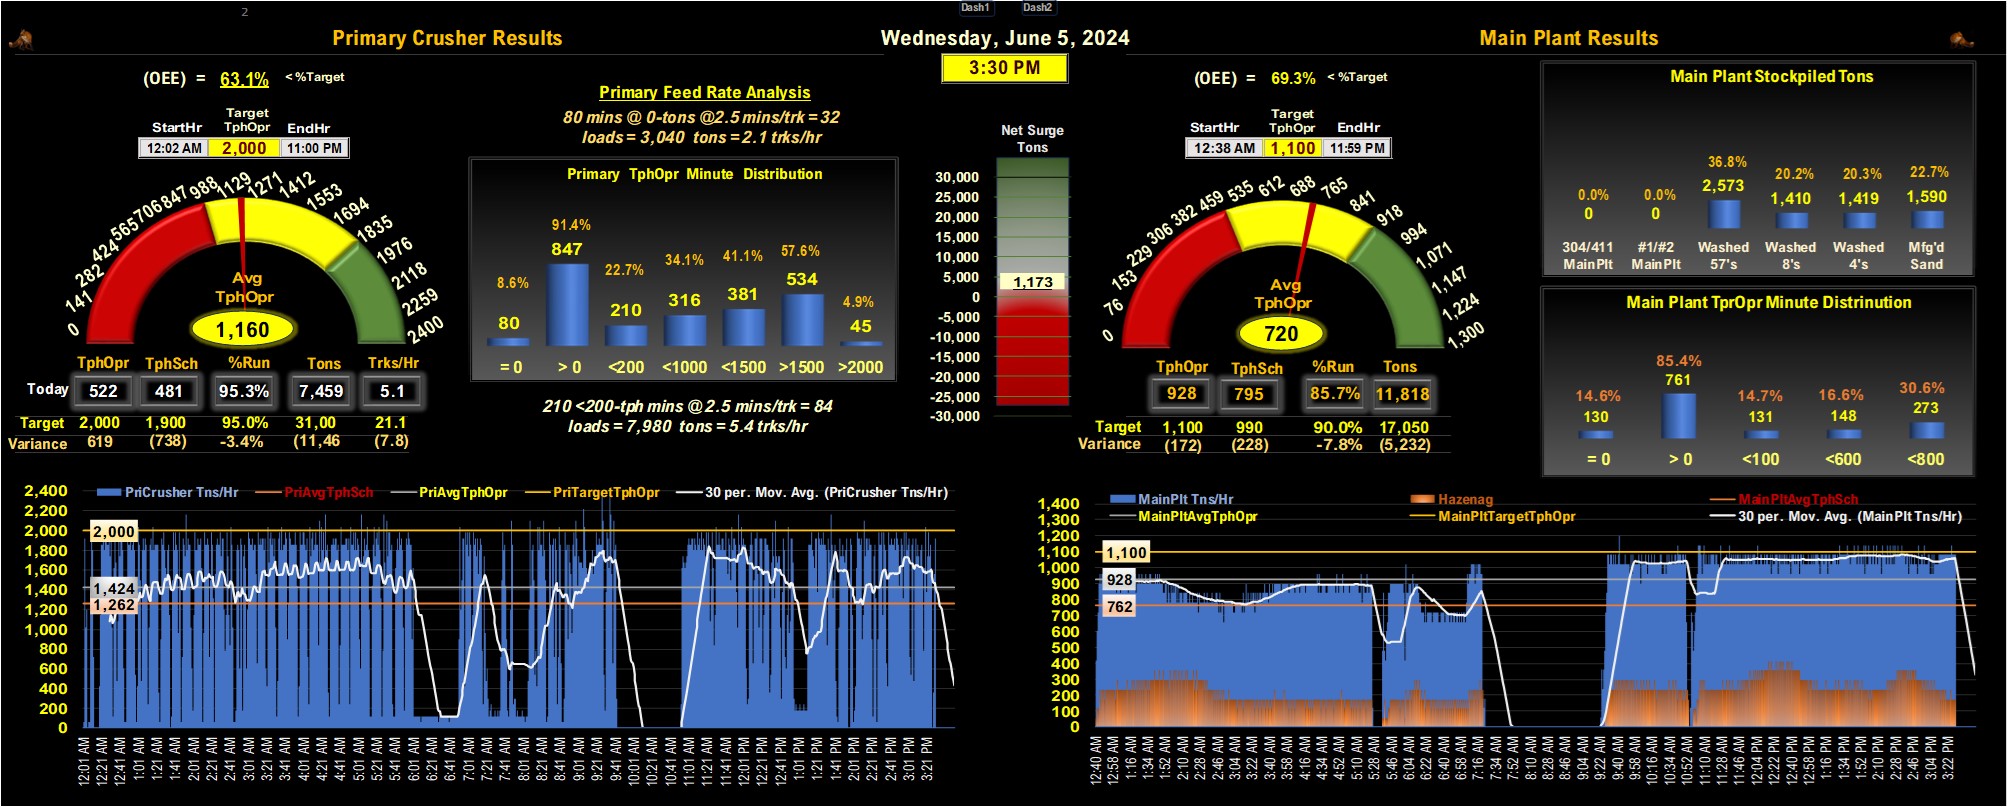 2
Dash1 Dash2
Primary Crusher Results
Wednesday, June 5, 2024
Main Plant Results
3:30 PM
(OEE) = 63.1% < %Target
StartHr Target TphOpr EndHr
12:02 AM 2,000 11:00 PM
0 141 282 424 565 706 847 988 1129 1271 1412 1553 1694 1835 1976 2118 2259 2400
Avg
TphOpr
1,160
TphOpr TphSch %Run Tons Trks/Hr
Today 522 481 95.3% 7,459 5.1
Target 2,000 1,900 95.0% 31,00 21.1
Variance 619 (738) -3.4% (11,46 (7.8)
Primary Feed Rate Analysis
80 mins @ 0-tons @2.5 mins/trk = 32
loads = 3,040 tons = 2.1 trks/hr
Primary TphOpr Minute Distribution
8.6% 91.4% 22.7% 34.1% 41.1% 57.6% 4.9%
80 847 210 316 381 534 45
= 0 > 0 <200 <1000 <1500 >1500 >2000
210 <200-tph mins @ 2.5 mins/trk = 84
loads = 7,980 tons = 5.4 trks/hr
Net Surge
Tons
30,000
25,000
20,000
15,000
10,000
5,000
1,173
0
-5,000
-10,000
-15,000
-20,000
-25,000
-30,000
(OEE) = 69.3% < %Target
StartHr Target TphOpr EndHr
12:38 AM 1,100 11:59 PM
0 76 153 229 306 382 459 535 612 688 765 841 918 994 1,071 1,147 1,224 1,300
Avg
TphOpr
720
TphOpr TphSch %Run Tons
928 795 85.7% 11,818
Target 1,100 990 90.0% 17,050
Variance (172) (228) -7.8% (5,232)
Main Plant Stockpiled Tons
0.0% 0.0% 36.8% 20.2% 20.3% 22.7%
0 0 2,573 1,410 1,419 1,590
304/411 #1/#2 Washed Washed Washed Mfg'd
MainPlt MainPlt 57's 8's 4's Sand
Main Plant TprOpr Minute Distrinution
14.6% 85.4% 14.7% 16.6% 30.6%
130 761 131 148 273
= 0 > 0 <100 <600 <800
PriCrusher Tns/Hr PriAvgTphSch PriAvgTphOpr PriTargetTphOpr 30 per. Mov. Avg. (PriCrusher Tns/Hr)
2,400
2,200
2,000
1,800
1,600
1,400
1,200
1,000
800
600
400
200
0
2,000
1,424
1,262
12:01 AM 12:21 AM 12:41 AM 1:01 AM 1:21 AM 1:41 AM 2:01 AM 2:21 AM 2:41 AM 3:01 AM 3:21 AM 3:41 AM 4:01 AM 4:21 AM 4:41 AM 5:01 AM 5:21 AM 5:41 AM 6:01 AM 6:21 AM 6:41 AM 7:01 AM 7:21 AM 7:41 AM 8:01 AM 8:21 AM 8:41 AM 9:01 AM 9:21 AM 9:41 AM 10:01 AM 10:21 AM 10:41 AM 11:01 AM 11:21 AM 11:41 AM 12:01 PM 12:21 PM 12:41 PM 1:01 PM 1:21 PM 1:41 PM 2:01 PM 2:21 PM 2:41 PM 3:01 PM 3:21 PM
MainPlt Tns/Hr Hazenag MainPltAvgTphSch
MainPltAvgTphOpr MainPltTargetTphOpr 30 per. Mov. Avg. (MainPlt Tns/Hr)
1,400
1,300
1,200
1,100
1,000
900
800
700
600
500
400
300
200
100
0
1,100
928
762
12:40 AM 12:58 AM 1:16 AM 1:34 AM 1:52 AM 2:10 AM 2:28 AM 2:46 AM 3:04 AM 3:22 AM 3:40 AM 3:58 AM 4:16 AM 4:34 AM 4:52 AM 5:10 AM 5:28 AM 5:46 AM 6:04 AM 6:22 AM 6:40 AM 6:58 AM 7:16 AM 7:34 AM 7:52 AM 8:10 AM 8:28 AM 8:46 AM 9:04 AM 9:22 AM 9:40 AM 9:58 AM 10:16 AM 10:34 AM 10:52 AM 11:10 AM 11:28 AM 11:46 AM 12:04 PM 12:22 PM 12:40 PM 12:58 PM 1:16 PM 1:34 PM 1:52 PM 2:10 PM 2:28 PM 2:46 PM 3:04 PM 3:22 PM